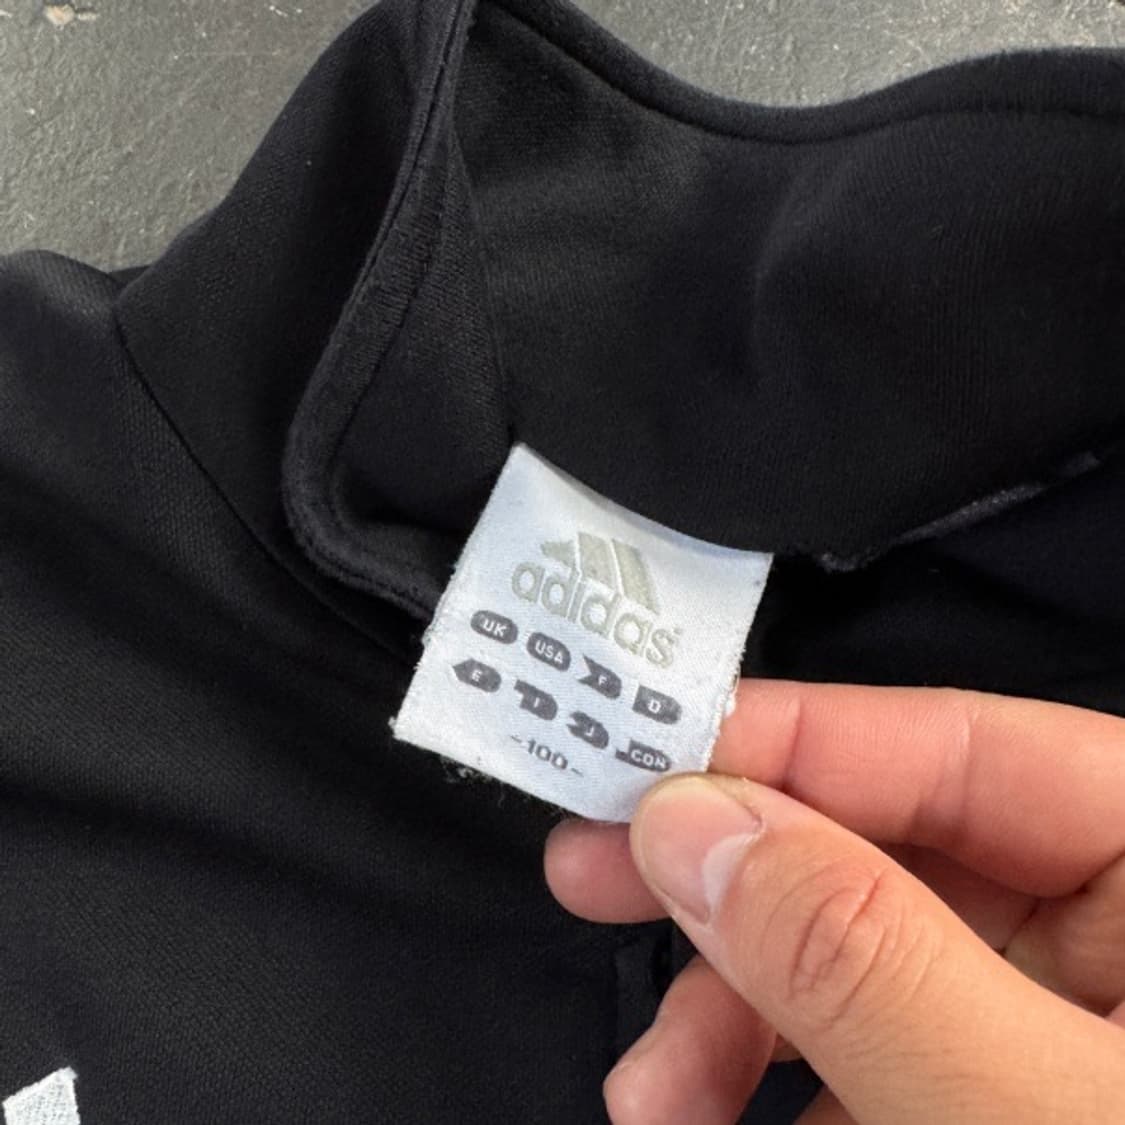 adidas
UK USA F D
E I J CON
-100-